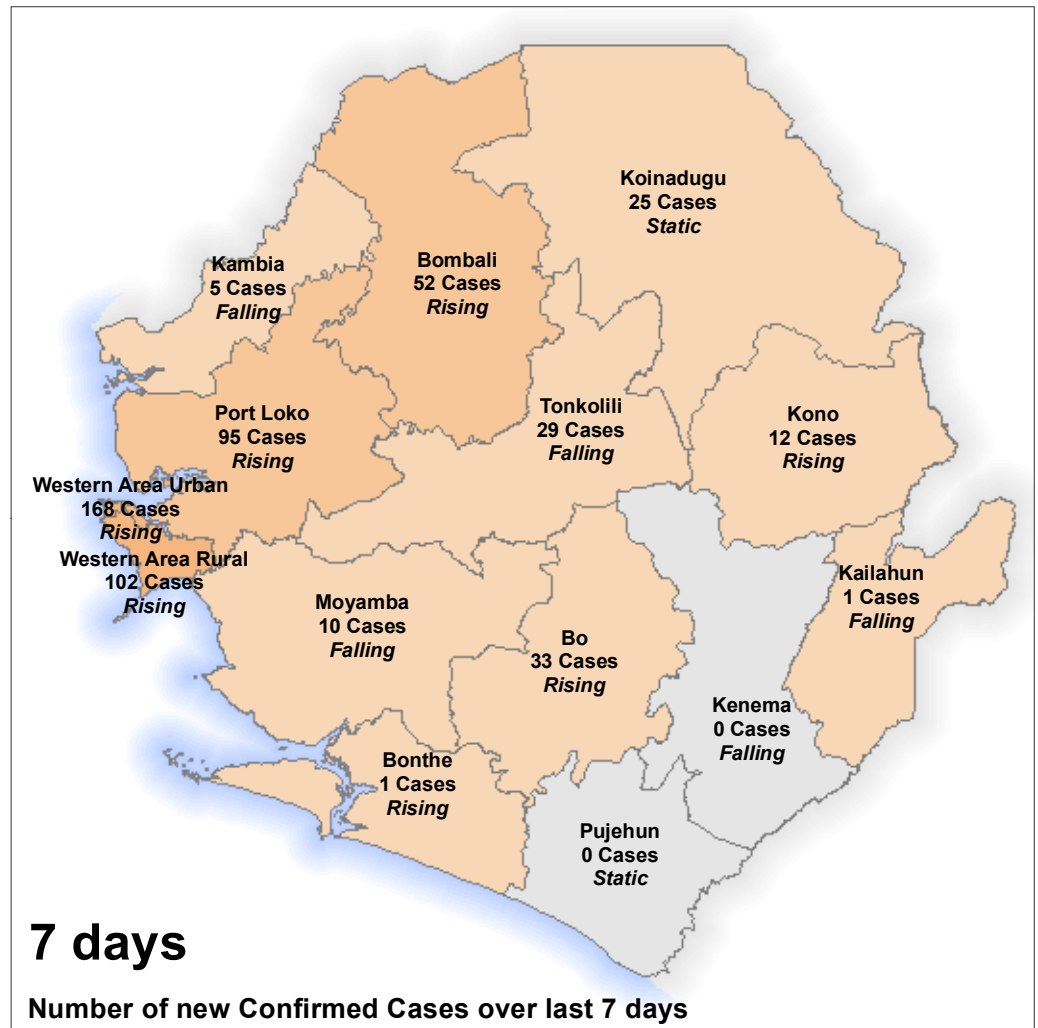 Koinadugu
25 Cases
Static
Bombali
52 Cases
Rising
Kambia
5 Cases
Falling
Port Loko
95 Cases
Rising
Tonkolili
29 Cases
Falling
Kono
12 Cases
Rising
Western Area Urban
168 Cases
Rising
Western Area Rural
102 Cases
Rising
Moyamba
10 Cases
Falling
Bo
33 Cases
Rising
Kailahun
1 Cases
Falling
Kenema
0 Cases
Falling
Bonthe
1 Cases
Rising
Pujehun
0 Cases
Static
7 days
Number of new Confirmed Cases over last 7 days